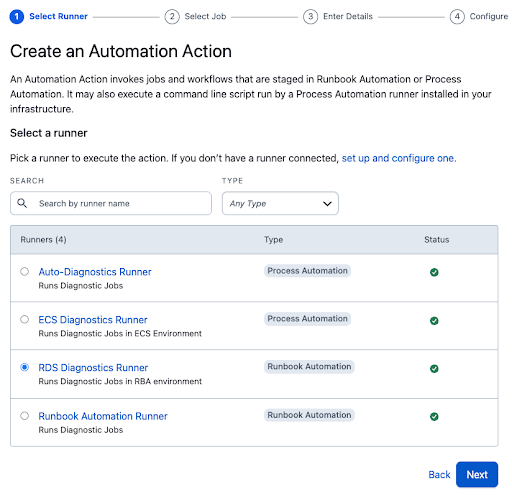 1 Select Runner 2 Select Job 3 Enter Details 4 Configure
Create an Automation Action
An Automation Action invokes jobs and workflows that are staged in Runbook Automation or Process
Automation. It may also execute a command line script run by a Process Automation runner installed in your
infrastructure.
Select a runner
Pick a runner to execute the action. If you don't have a runner connected, set up and configure one.
SEARCH TYPE
Search by runner name Any Type
Runners (4) Type Status
Auto-Diagnostics Runner Process Automation
Runs Diagnostic Jobs
ECS Diagnostics Runner Process Automation
Runs Diagnostic Jobs in ECS Environment
RDS Diagnostics Runner Runbook Automation
Runs Diagnostic Jobs in RBA environment
Runbook Automation Runner Runbook Automation
Runs Diagnostic Jobs
Back Next